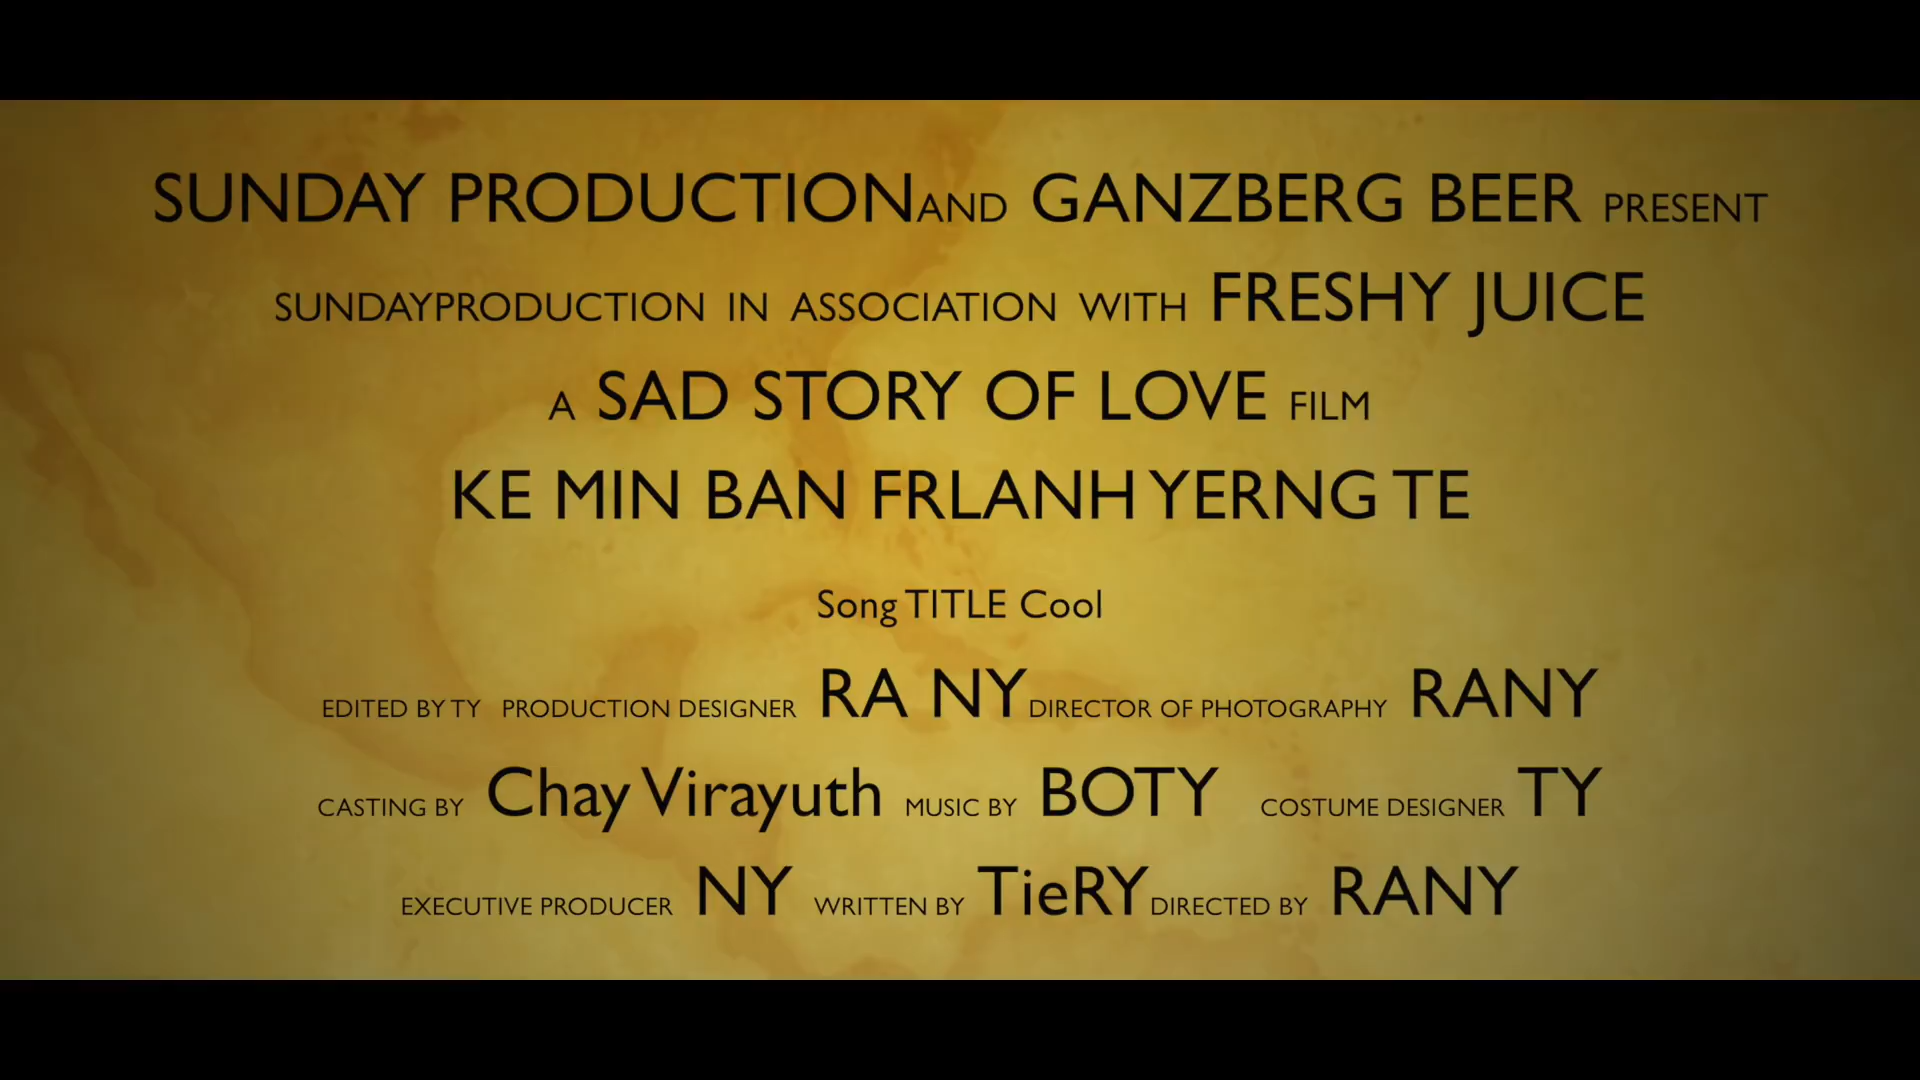 SUNDAY PRODUCTIONAND GANZBERG BEER PRESENT
SUNDAYPRODUCTION IN ASSOCIATION WITH FRESHY JUICE
A SAD STORY OF LOVE FILM
KE MIN BAN FRLANH YERNG TE
Song TITLE Cool
EDITED BY TY PRODUCTION DESIGNER RA NY DIRECTOR OF PHOTOGRAPHY RANY
CASTING BY Chay Virayuth MUSIC BY BOTY COSTUME DESIGNER TY
EXECUTIVE PRODUCER NY WRITTEN BY TieRY DIRECTED BY RANY